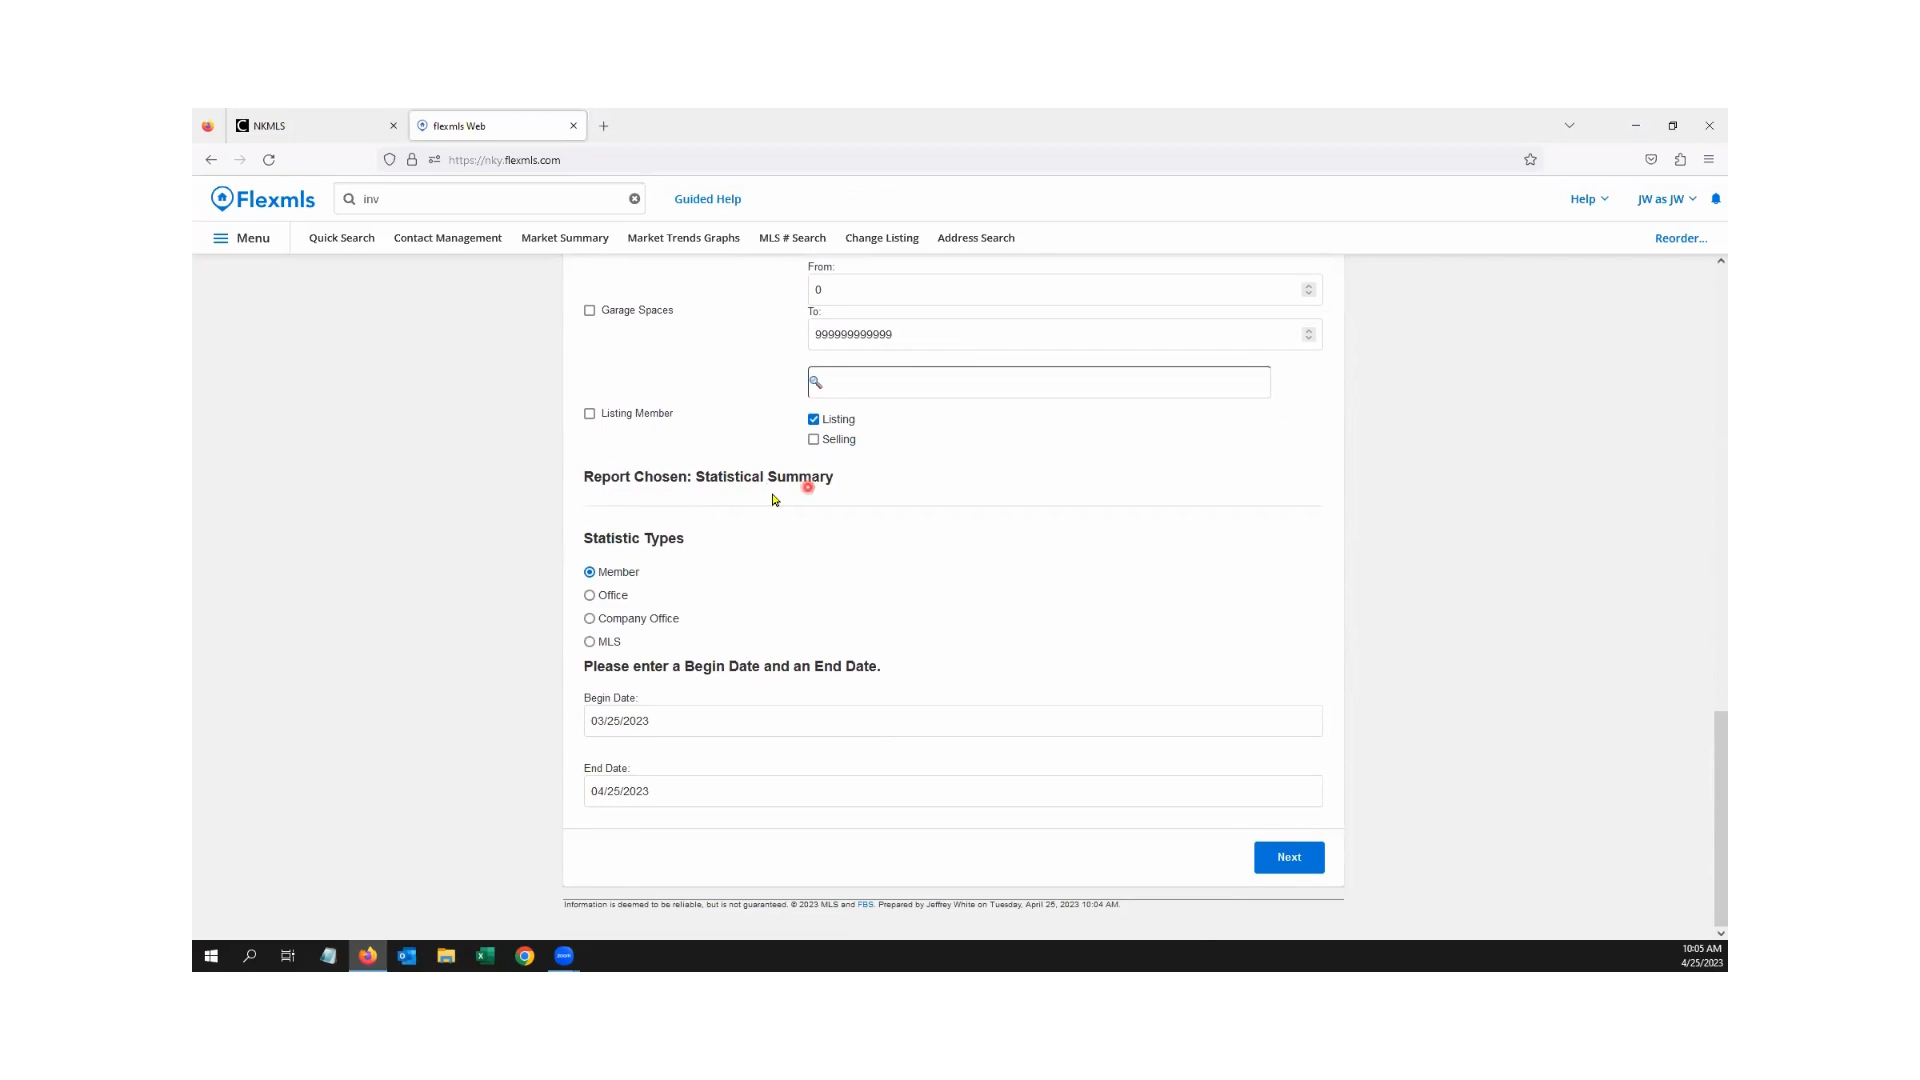 NKMLS
flexmls Web
https://nky.flexmls.com
Flexmls
inv
Guided Help
Help
JW as JW
Menu
Quick Search
Contact Management
Market Summary
Market Trends Graphs
MLS # Search
Change Listing
Address Search
Reorder...
From:
0
Garage Spaces
To:
999999999999
Listing Member
Listing
Selling
Report Chosen: Statistical Summary
Statistic Types
Member
Office
Company Office
MLS
Please enter a Begin Date and an End Date.
Begin Date:
03/25/2023
End Date:
04/25/2023
Next
Information is deemed to be reliable, but is not guaranteed. © 2023 MLS and FBS. Prepared by Jeffrey White on Tuesday, April 25, 2023 10:04 AM.
zoom
10:05 AM
4/25/2023